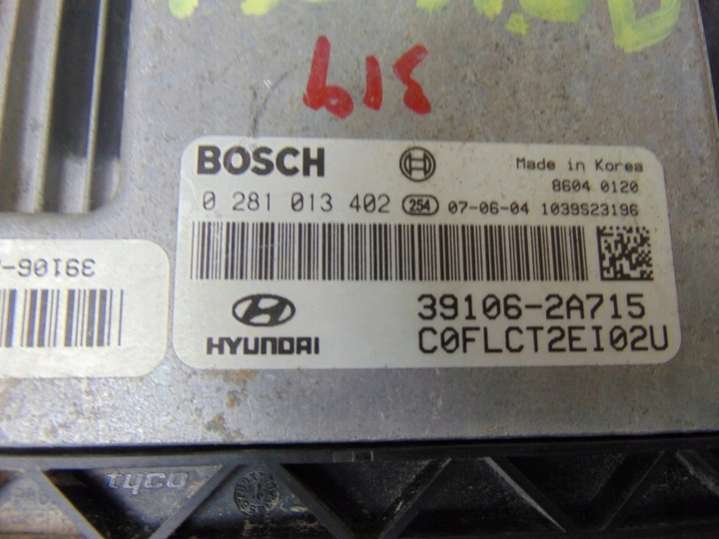 619
BOSCH
Made in Korea
8604 0120
0 281 013 402 254 07-06-04 1039S23196
39106-2A715
HYUNDAI C0FLCT2EI02U
39106-
tyco